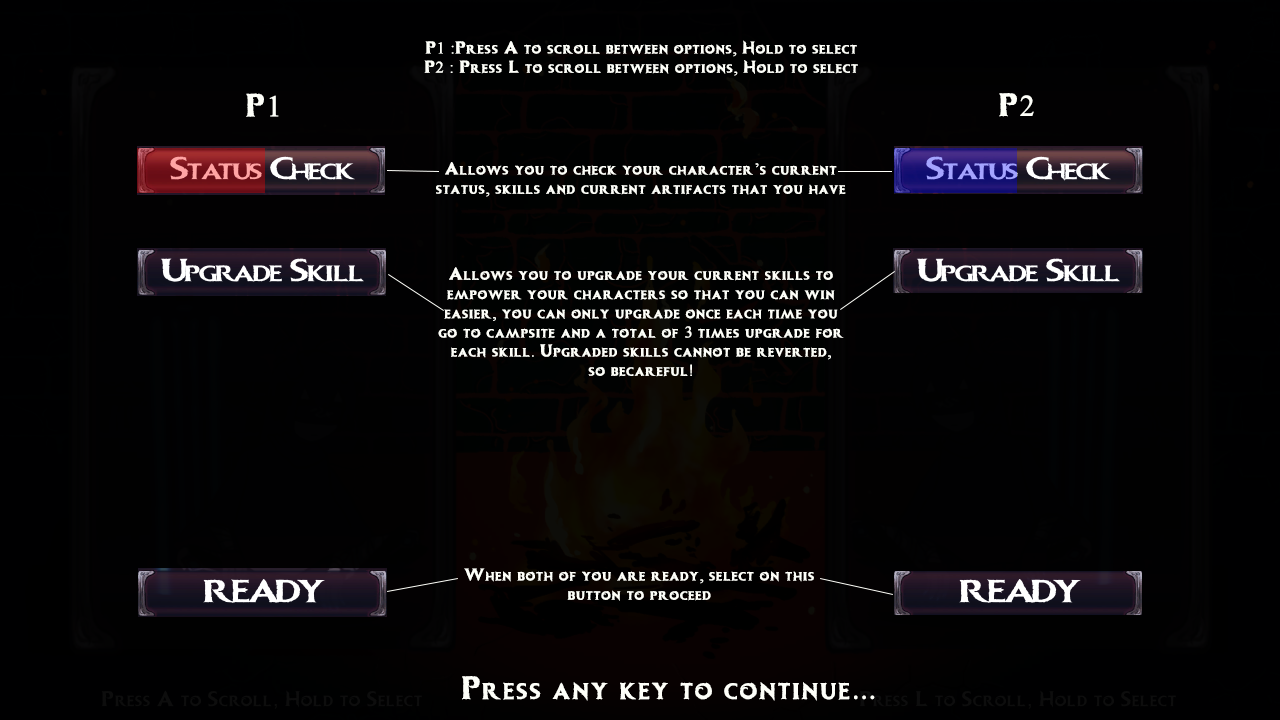 P1 :Press A to scroll between options, Hold to select
P2 : Press L to scroll between options, Hold to select
P1
P2
Status Check
Allows you to check your character's current
status, skills and current artifacts that you have
Status Check
Upgrade Skill
Allows you to upgrade your current skills to
empower your characters so that you can win
easier, you can only upgrade once each time you
go to campsite and a total of 3 times upgrade for
each skill. Upgraded skills cannot be reverted,
so becareful!
Upgrade Skill
READY
When both of you are ready, select on this
button to proceed
READY
Press any key to continue...
Press A to Scroll, Hold to Select
Press L to Scroll, Hold to Select